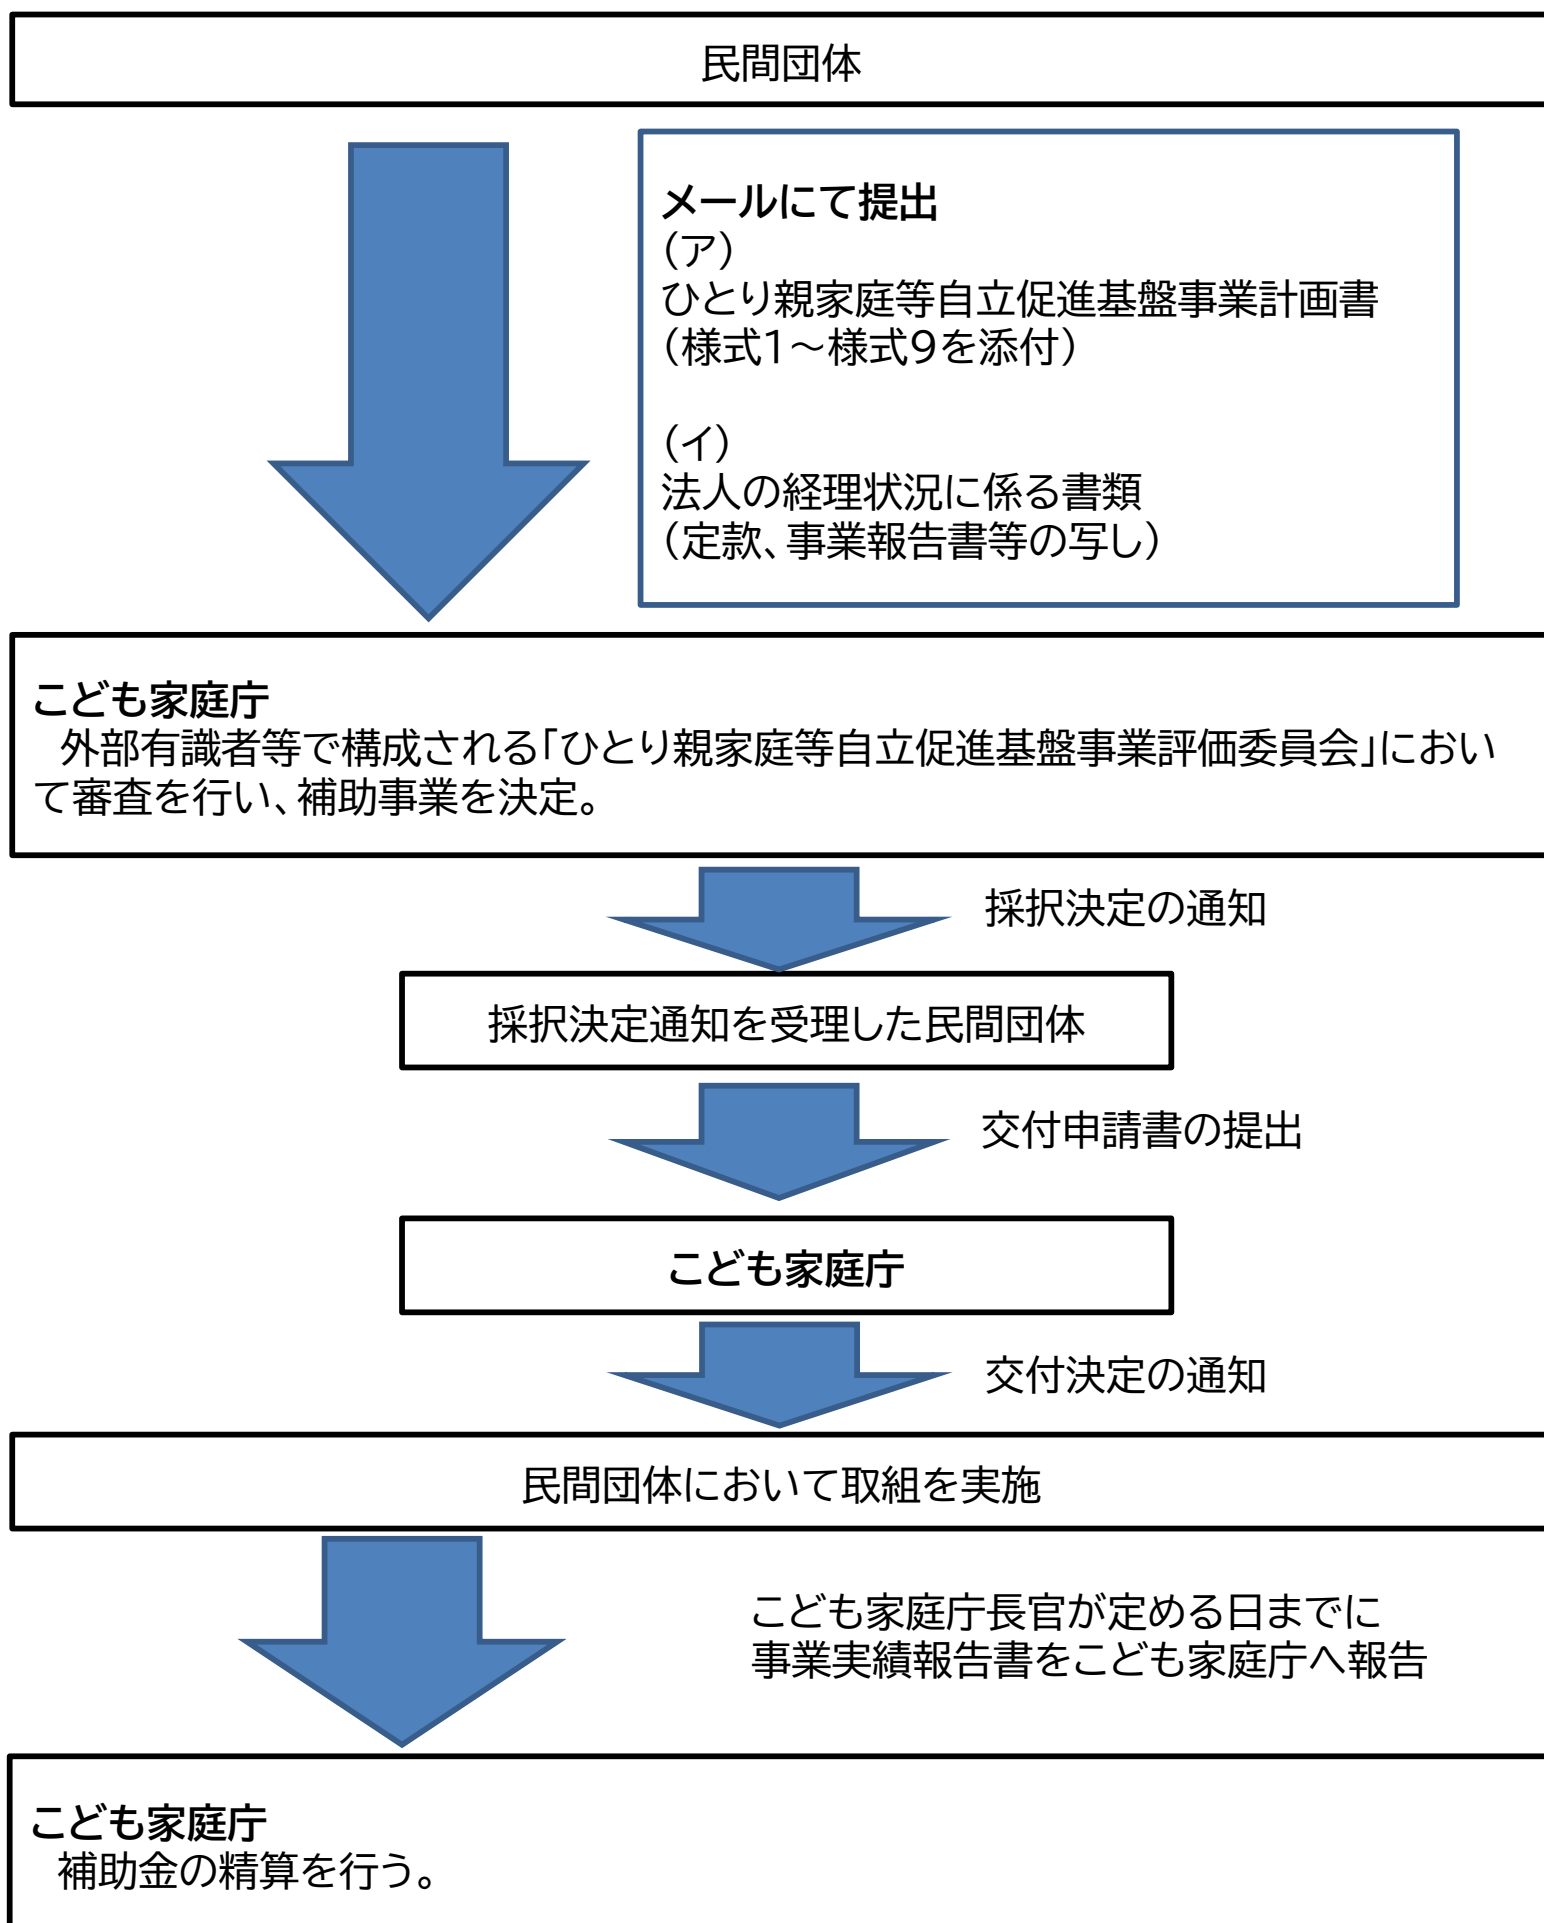 民間団体
メールにて提出
（ア）
ひとり親家庭等自立促進基盤事業計画書
（様式1～様式9を添付）
（イ）
法人の経理状況に係る書類
（定款、事業報告書等の写し）
こども家庭庁
外部有識者等で構成される「ひとり親家庭等自立促進基盤事業評価委員会」におい
て審査を行い、補助事業を決定。
採択決定の通知
採択決定通知を受理した民間団体
交付申請書の提出
こども家庭庁
交付決定の通知
民間団体において取組を実施
こども家庭庁長官が定める日までに
事業実績報告書をこども家庭庁へ報告
こども家庭庁
補助金の精算を行う。